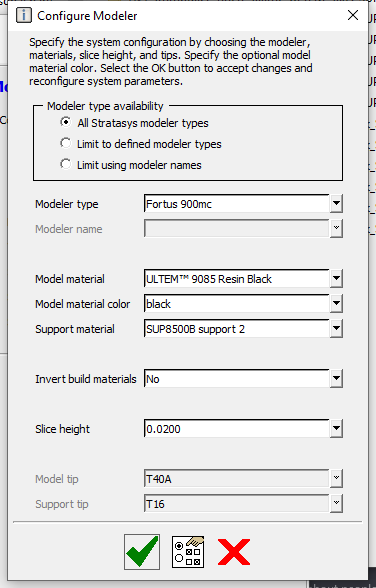 Configure Modeler
Specify the system configuration by choosing the modeler,
materials, slice height, and tips. Specify the optional model
material color. Select the OK button to accept changes and
reconfigure system parameters.
Modeler type availability
All Stratasys modeler types
Limit to defined modeler types
Limit using modeler names
Modeler type Fortus 900mc
Modeler name
Model material ULTEM™ 9085 Resin Black
Model material color black
Support material SUP8500B support 2
Invert build materials No
Slice height 0.0200
Model tip T40A
Support tip T16